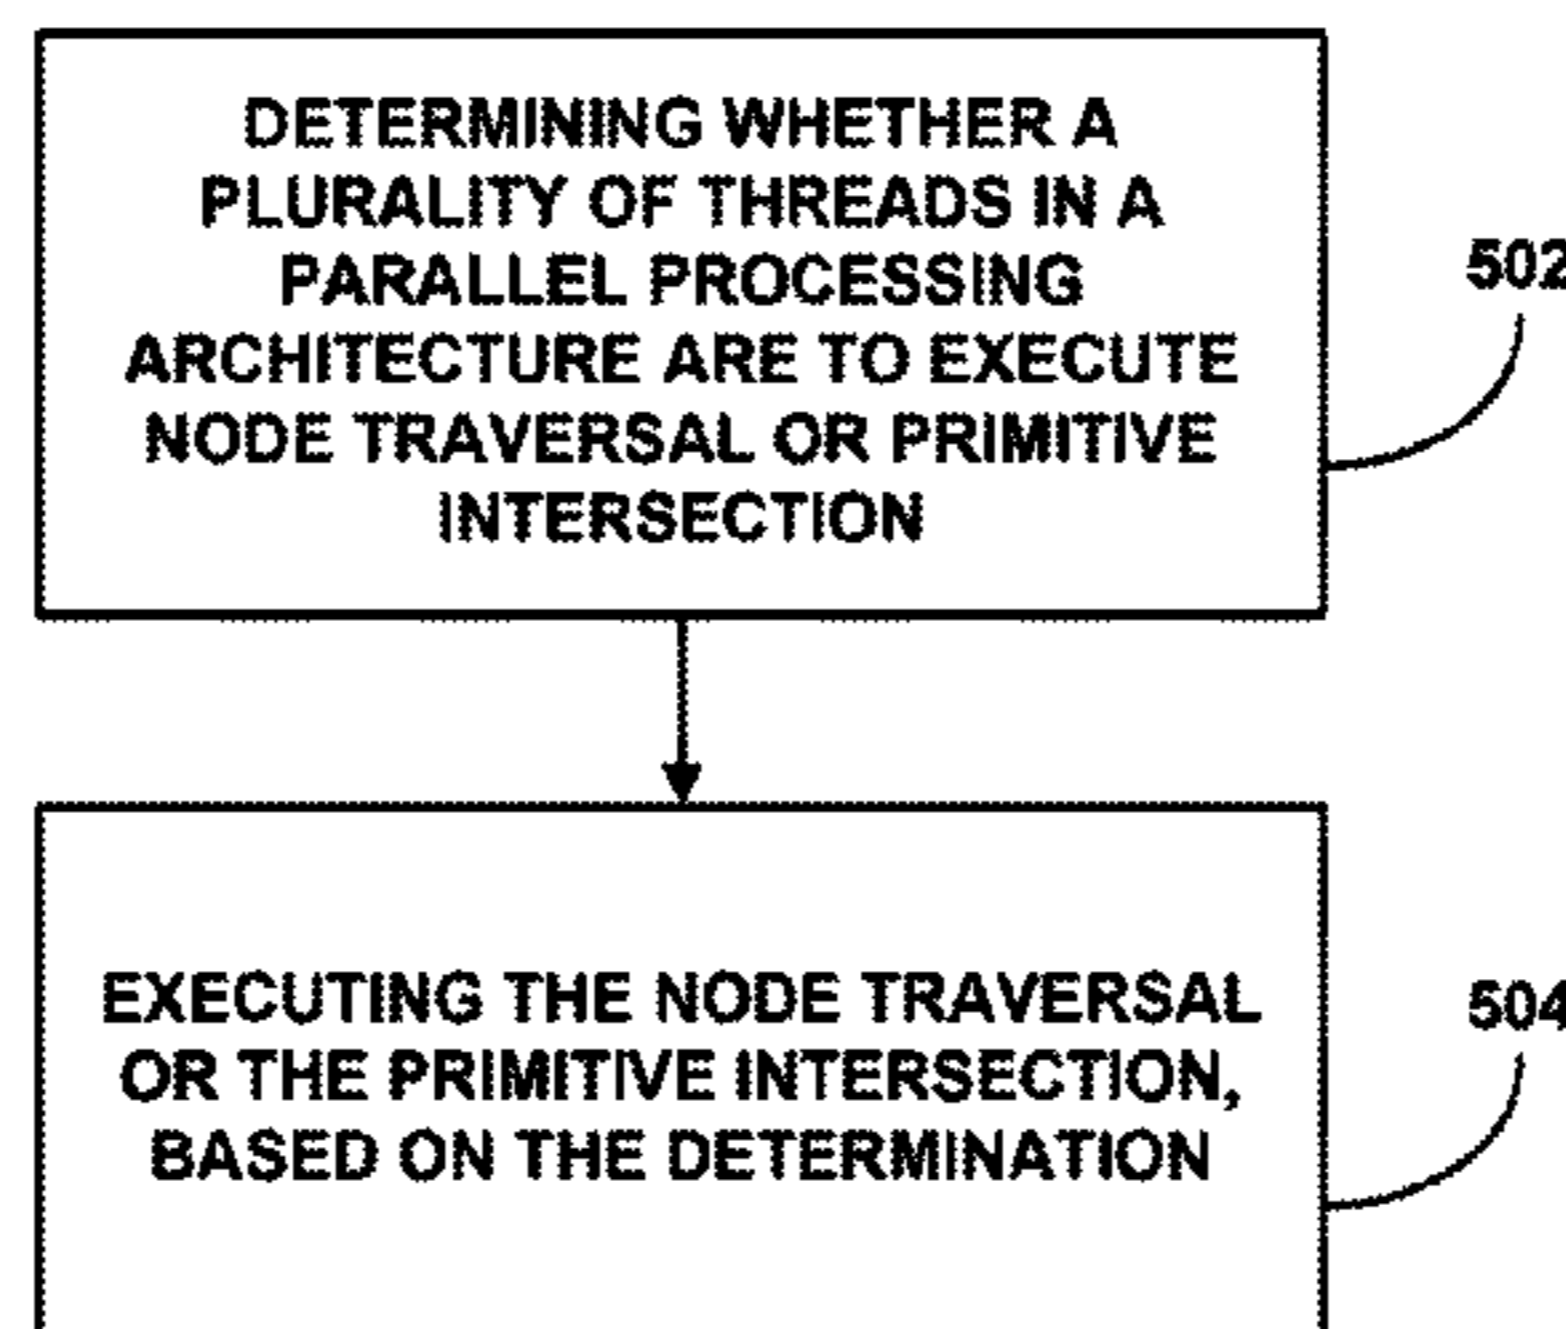 DETERMINING WHETHER A
PLURALITY OF THREADS IN A
PARALLEL PROCESSING
ARCHITECTURE ARE TO EXECUTE
NODE TRAVERSAL OR PRIMITIVE
INTERSECTION
502
EXECUTING THE NODE TRAVERSAL
OR THE PRIMITIVE INTERSECTION,
BASED ON THE DETERMINATION
504